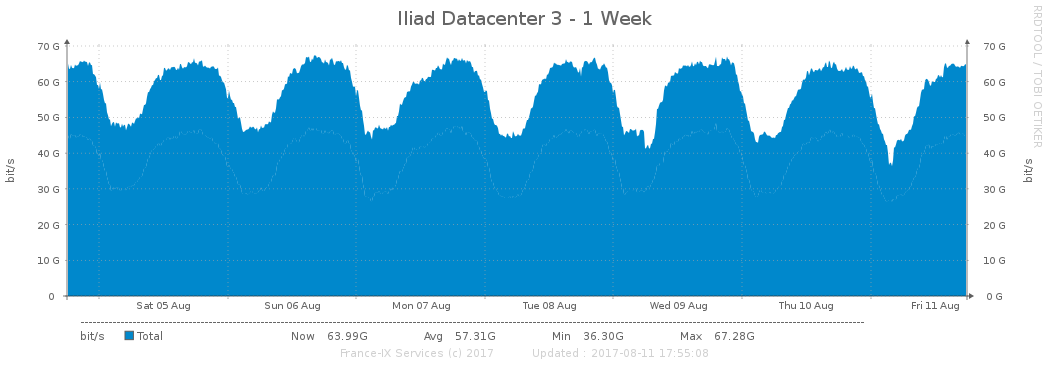 Iliad Datacenter 3 - 1 Week
RRDTOOL / TOBI OETIKER
70 G 70 G
60 G 60 G
50 G 50 G
40 G 40 G
30 G 30 G
20 G 20 G
10 G 10 G
0 0 G
bit/s bit/s
Sat 05 Aug Sun 06 Aug Mon 07 Aug Tue 08 Aug Wed 09 Aug Thu 10 Aug Fri 11 Aug
bit/s Total Now 63.99G Avg 57.31G Min 36.30G Max 67.28G
France-IX Services (c) 2017 Updated : 2017-08-11 17:55:08